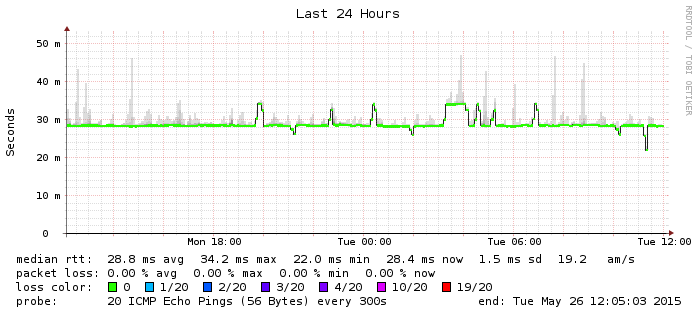 Last 24 Hours
RRDTOOL / TOBI OETIKER
Seconds
50 m
40 m
30 m
20 m
10 m
0
Mon 18:00 Tue 00:00 Tue 06:00 Tue 12:00
median rtt: 28.8 ms avg 34.2 ms max 22.0 ms min 28.4 ms now 1.5 ms sd 19.2 am/s
packet loss: 0.00 % avg 0.00 % max 0.00 % min 0.00 % now
loss color: 0 1/20 2/20 3/20 4/20 10/20 19/20
probe: 20 ICMP Echo Pings (56 Bytes) every 300s end: Tue May 26 12:05:03 2015